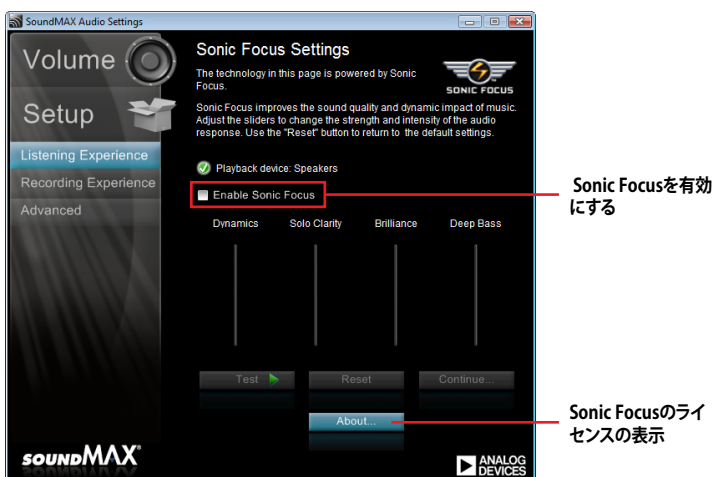 SoundMAX Audio Settings
Volume
Setup
Listening Experience
Recording Experience
Advanced
Sonic Focus Settings
The technology in this page is powered by Sonic
Focus.
SONIC FOCUS
Sonic Focus improves the sound quality and dynamic impact of music.
Adjust the sliders to change the strength and intensity of the audio
response. Use the "Reset" button to return to the default settings.
Playback device: Speakers
Enable Sonic Focus
Dynamics Solo Clarity Brilliance Deep Bass
Test Reset Continue...
About...
soundMAX®
ANALOG
DEVICES
Sonic Focusを有効
にする
Sonic Focusのライ
センスの表示